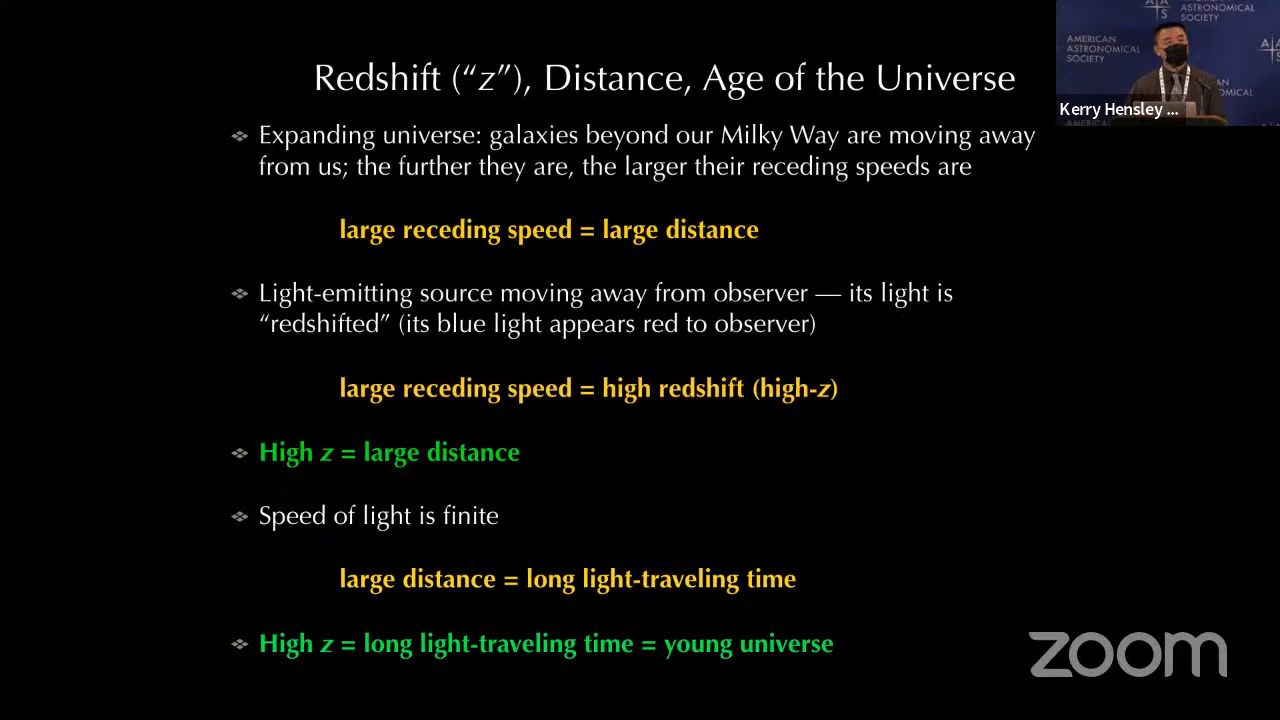 Redshift (“z”), Distance, Age of the Universe
Expanding universe: galaxies beyond our Milky Way are moving away
from us; the further they are, the larger their receding speeds are
large receding speed = large distance
Light-emitting source moving away from observer — its light is
“redshifted” (its blue light appears red to observer)
large receding speed = high redshift (high-z)
High z = large distance
Speed of light is finite
large distance = long light-traveling time
High z = long light-traveling time = young universe
ASTRONOMICAL
SOCIETY
AMERICAN
ASTRONOMICAL
SOCIETY
Kerry Hensley ...
zoom